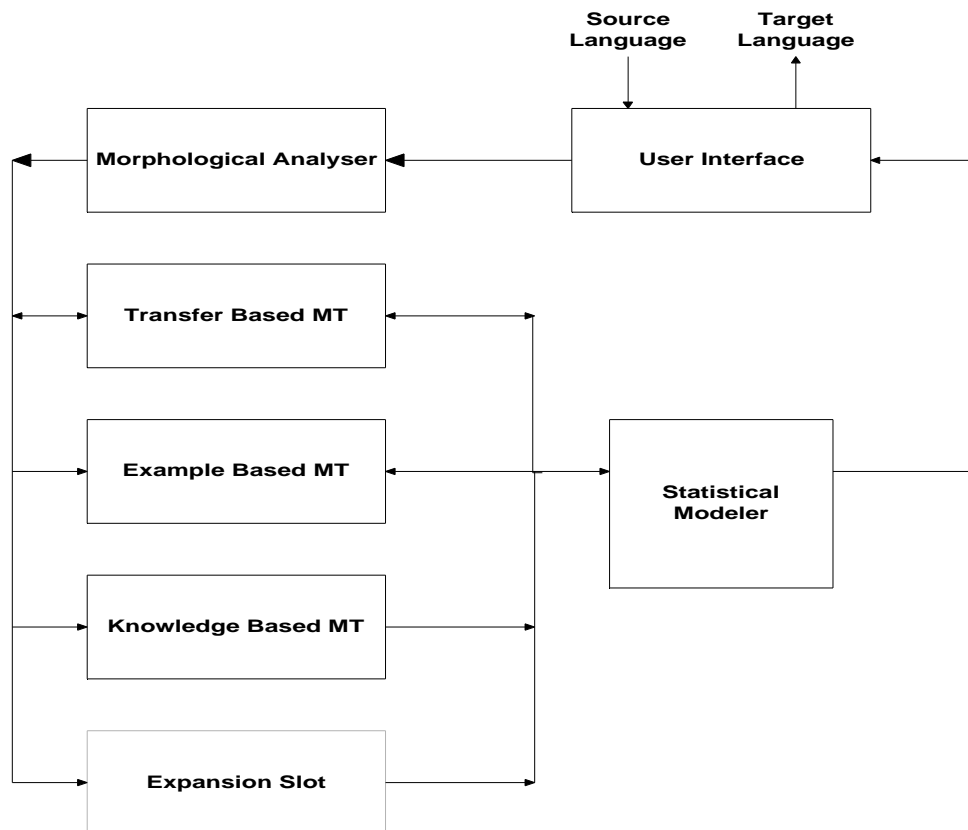 Source
Language
Target
Language
Morphological Analyser
User Interface
Transfer Based MT
Example Based MT
Statistical
Modeler
Knowledge Based MT
Expansion Slot